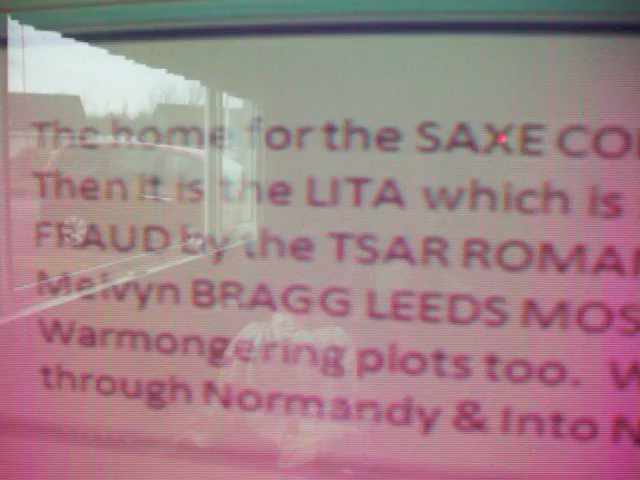 The home for the SAXE CO
Then it is the LITA which is
FRAUD by the TSAR ROMA
Melvyn BRAGG LEEDS MOS
Warmongering plots too. W
through Normandy & Into N